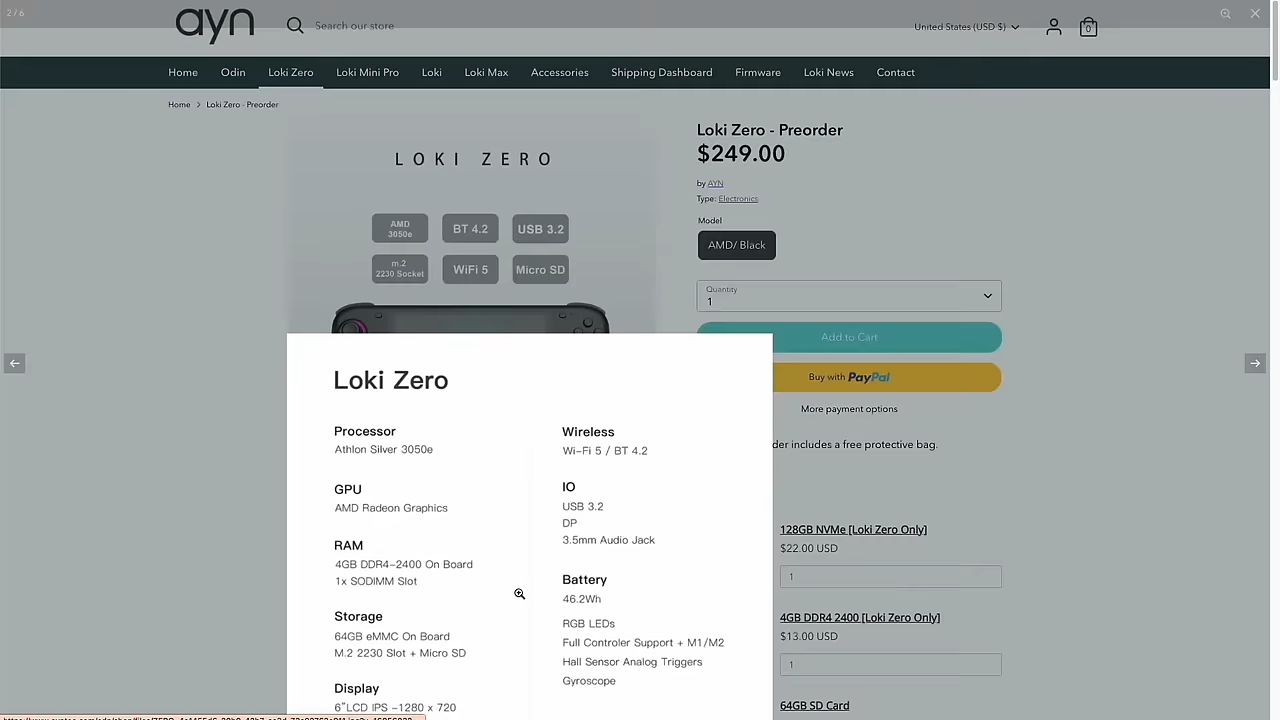 2 / 6
ayn
Search our store
United States (USD $)
0
Home Odin Loki Zero Loki Mini Pro Loki Loki Max Accessories Shipping Dashboard Firmware Loki News Contact
Home > Loki Zero - Preorder
LOKI ZERO
AMD
3050e
BT 4.2
USB 3.2
m.2
2230 Socket
WiFi 5
Micro SD
Loki Zero - Preorder
$249.00
by AYN
Type: Electronics
Model
AMD/ Black
Quantity
1
Add to Cart
Buy with PayPal
More payment options
der includes a free protective bag.
128GB NVMe [Loki Zero Only]
$22.00 USD
1
4GB DDR4 2400 [Loki Zero Only]
$13.00 USD
1
64GB SD Card
Loki Zero
Processor
Athlon Silver 3050e
GPU
AMD Radeon Graphics
RAM
4GB DDR4-2400 On Board
1x SODIMM Slot
Storage
64GB eMMC On Board
M.2 2230 Slot + Micro SD
Display
6"LCD IPS -1280 x 720
Wireless
Wi-Fi 5 / BT 4.2
IO
USB 3.2
DP
3.5mm Audio Jack
Battery
46.2Wh
RGB LEDs
Full Controler Support + M1/M2
Hall Sensor Analog Triggers
Gyroscope